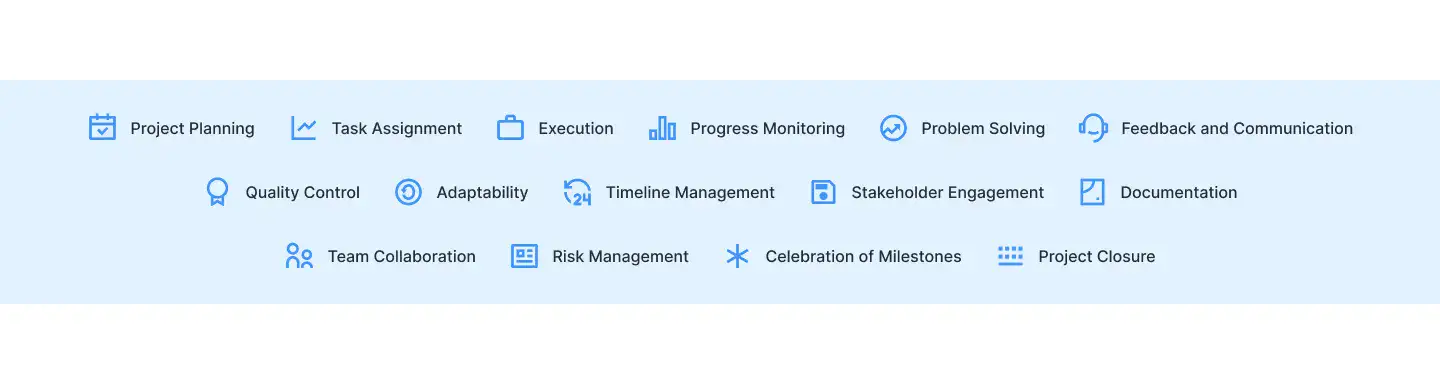 Project Planning Task Assignment Execution Progress Monitoring Problem Solving Feedback and Communication
Quality Control Adaptability 24 Timeline Management Stakeholder Engagement Documentation
Team Collaboration Risk Management Celebration of Milestones Project Closure